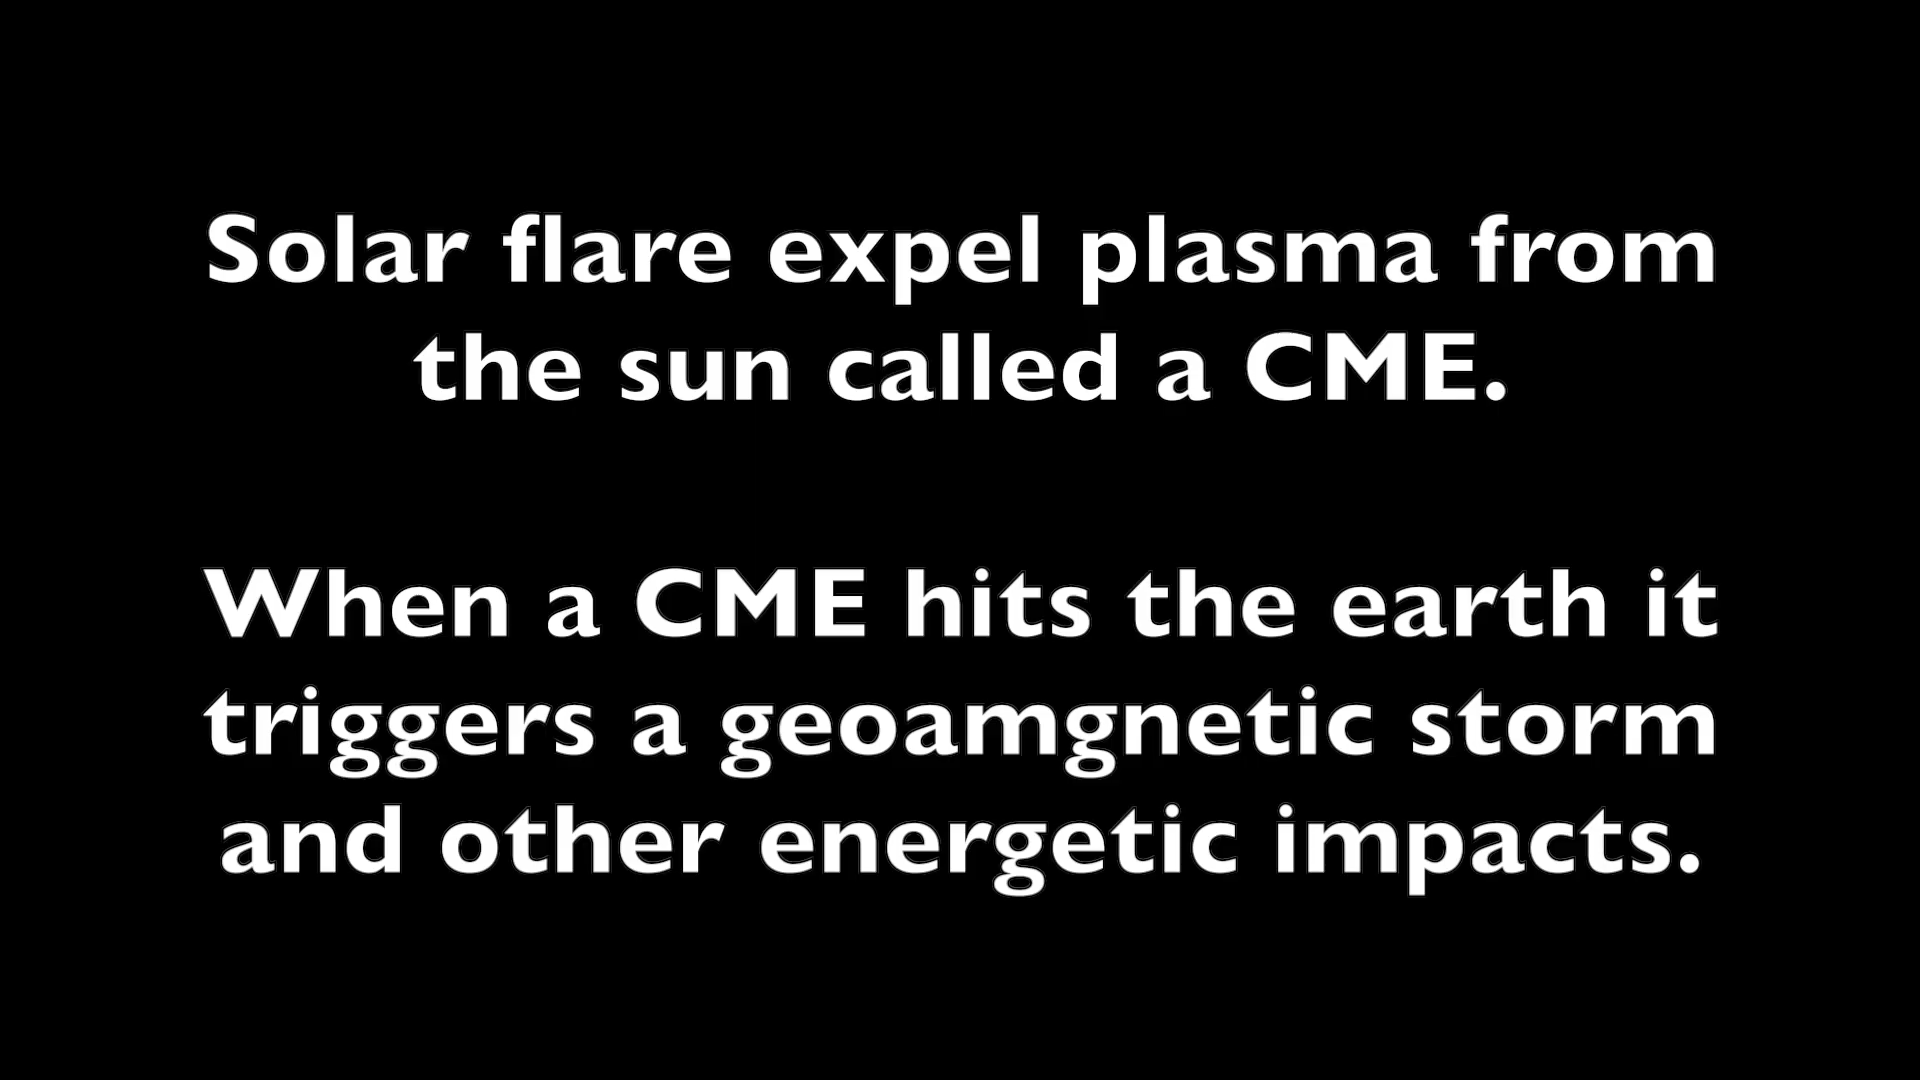 Solar flare expel plasma from
the sun called a CME.
When a CME hits the earth it
triggers a geoamgnetic storm
and other energetic impacts.